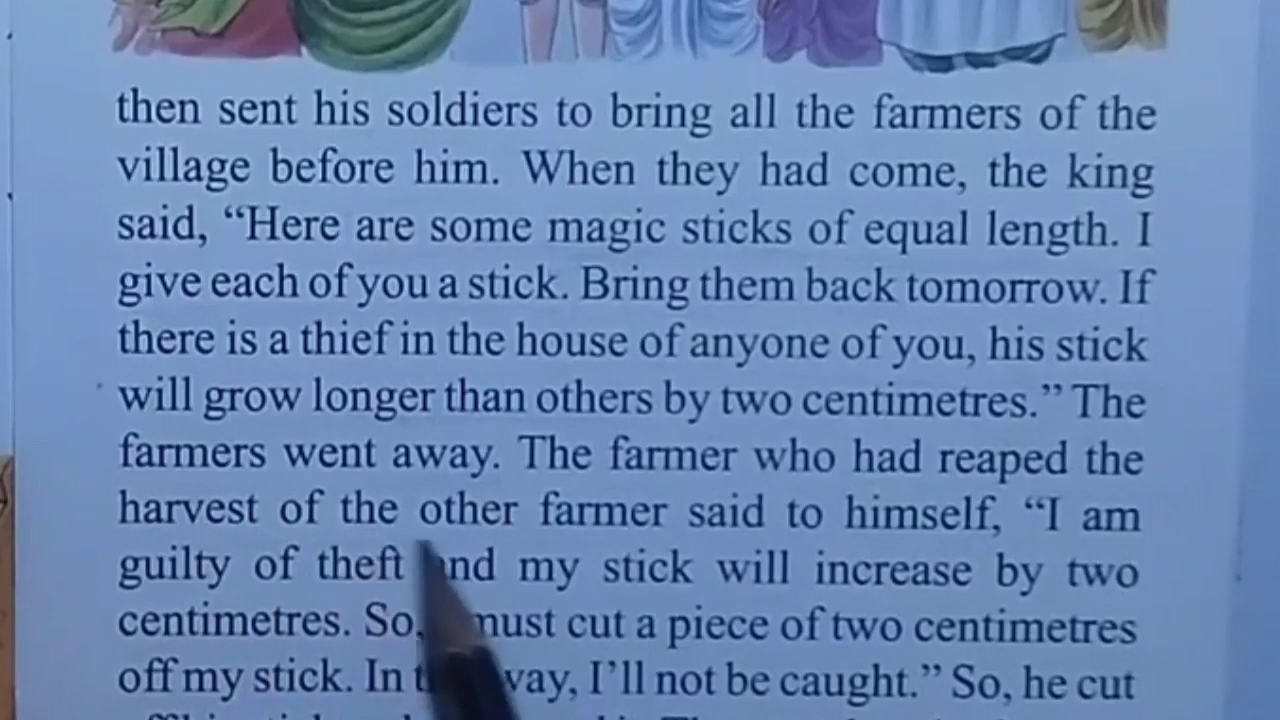 then sent his soldiers to bring all the farmers of the
village before him. When they had come, the king
said, “Here are some magic sticks of equal length. I
give each of you a stick. Bring them back tomorrow. If
there is a thief in the house of anyone of you, his stick
will grow longer than others by two centimetres.” The
farmers went away. The farmer who had reaped the
harvest of the other farmer said to himself, “I am
guilty of theft and my stick will increase by two
centimetres. So, must cut a piece of two centimetres
off my stick. In way, I’ll not be caught.” So, he cut